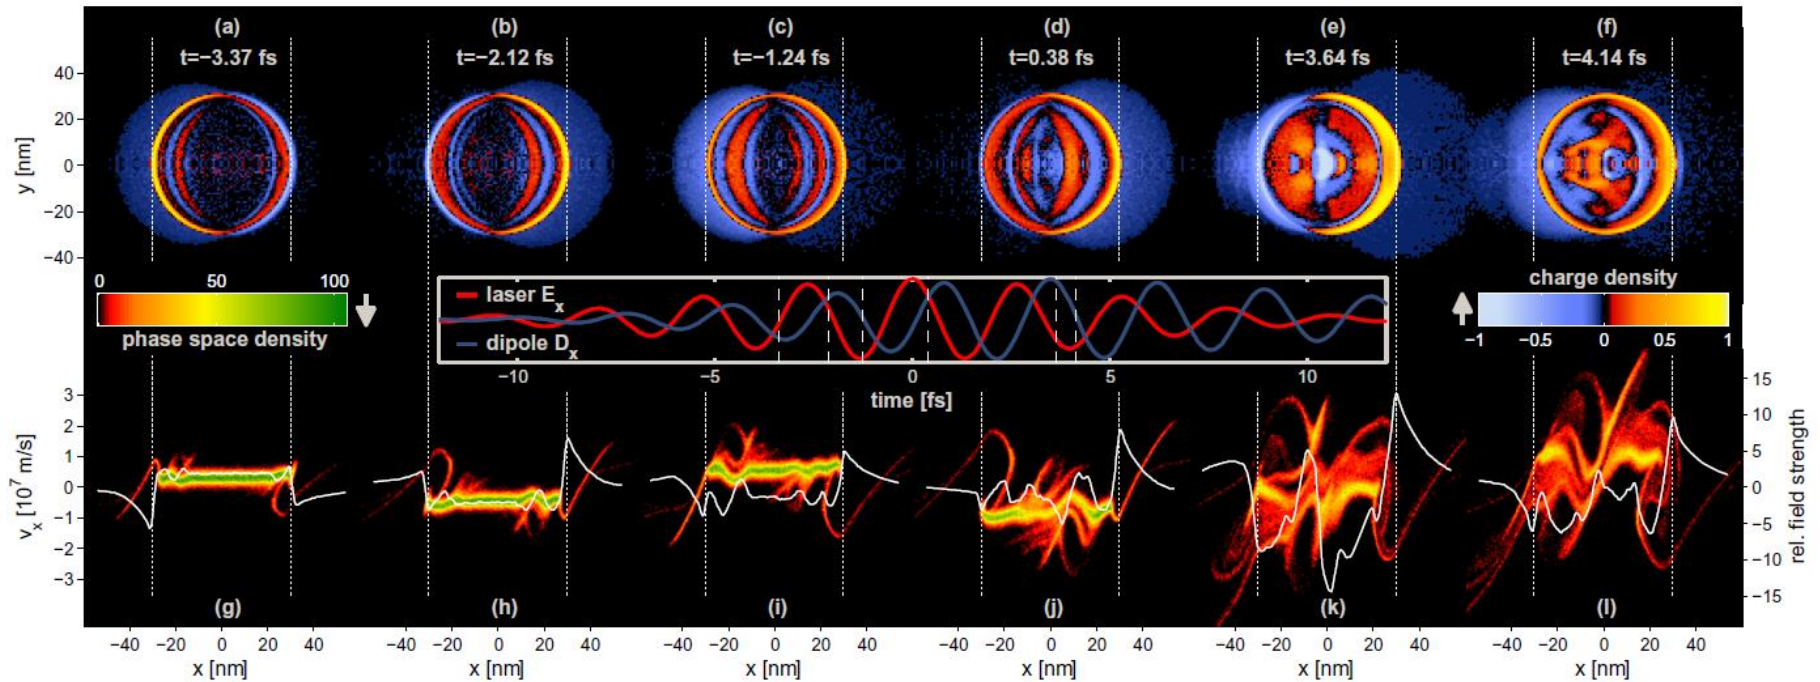 (a) (b) (c) (d) (e) (f)
t=−3.37 fs t=−2.12 fs t=−1.24 fs t=0.38 fs t=3.64 fs t=4.14 fs
40
20
0
−20
−40
y [nm]
0 50 100
phase space density
laser E_x
dipole D_x
−10 −5 0 5 10
time [fs]
charge density
−1 −0.5 0 0.5 1
3
2
1
0
−1
−2
−3
v_x [10^7 m/s]
15
10
5
0
−5
−10
−15
rel. field strength
(g) (h) (i) (j) (k) (l)
−40 −20 0 20 40 −40 −20 0 20 40 −40 −20 0 20 40 −40 −20 0 20 40 −40 −20 0 20 40 −40 −20 0 20 40
x [nm] x [nm] x [nm] x [nm] x [nm] x [nm]